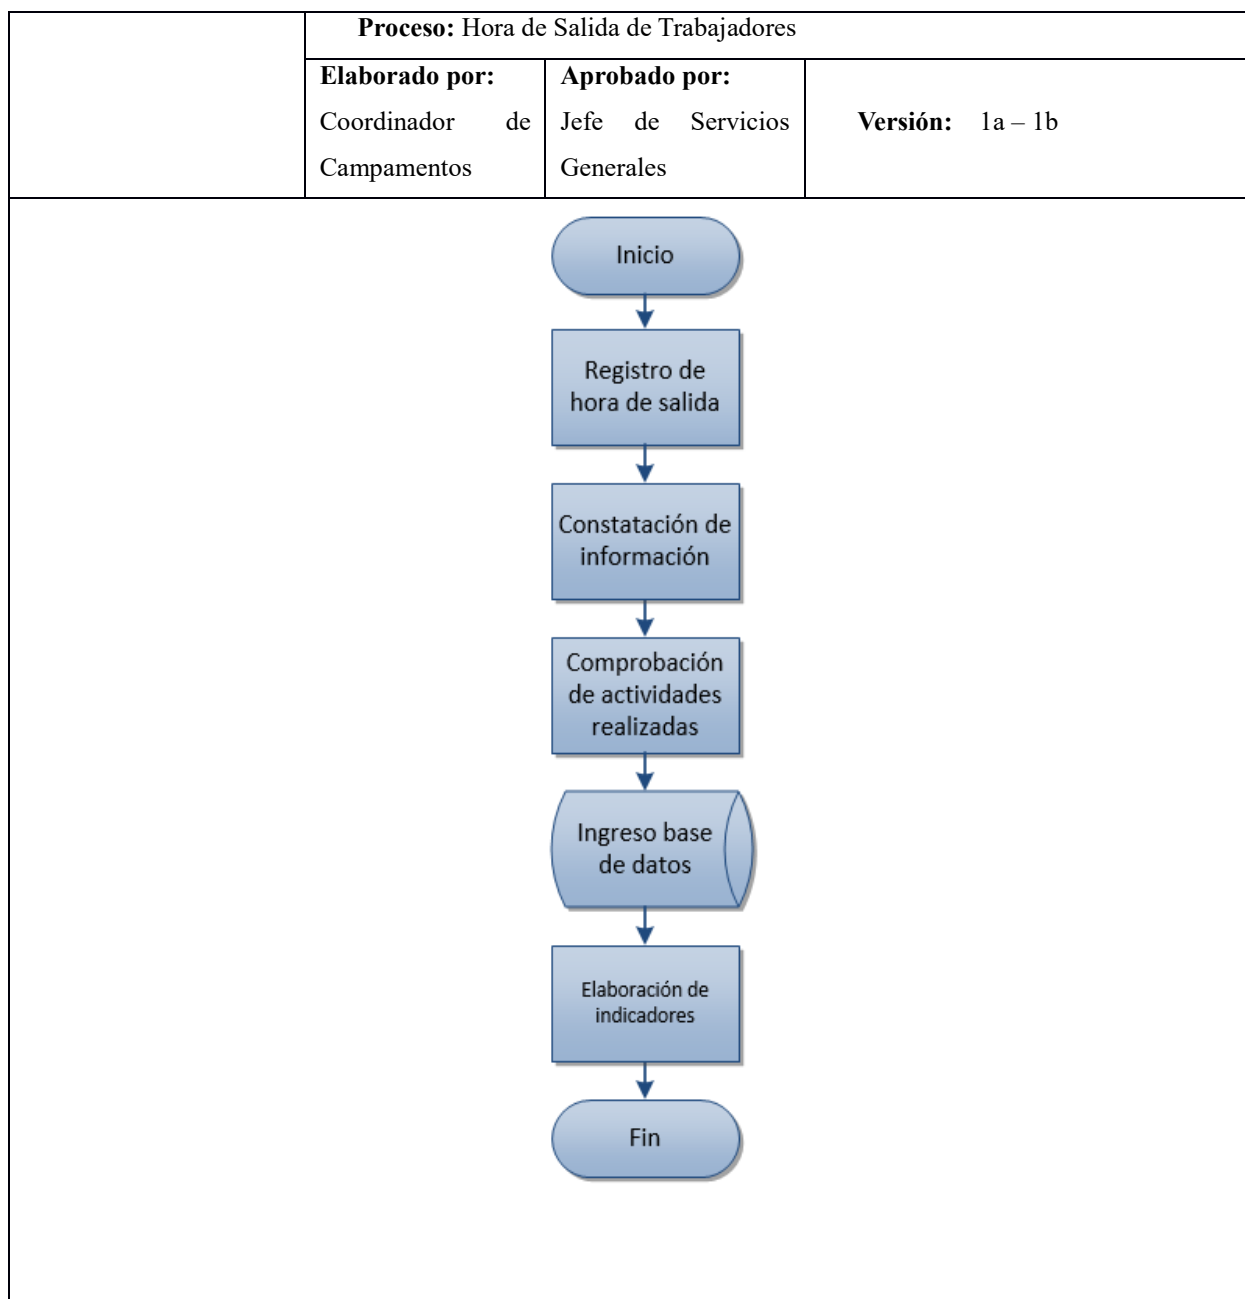 Proceso: Hora de Salida de Trabajadores
Elaborado por:
Coordinador de
Campamentos
Aprobado por:
Jefe de Servicios
Generales
Versión: 1a – 1b
Inicio
Registro de
hora de salida
Constatación de
información
Comprobación
de actividades
realizadas
Ingreso base
de datos
Elaboración de
indicadores
Fin